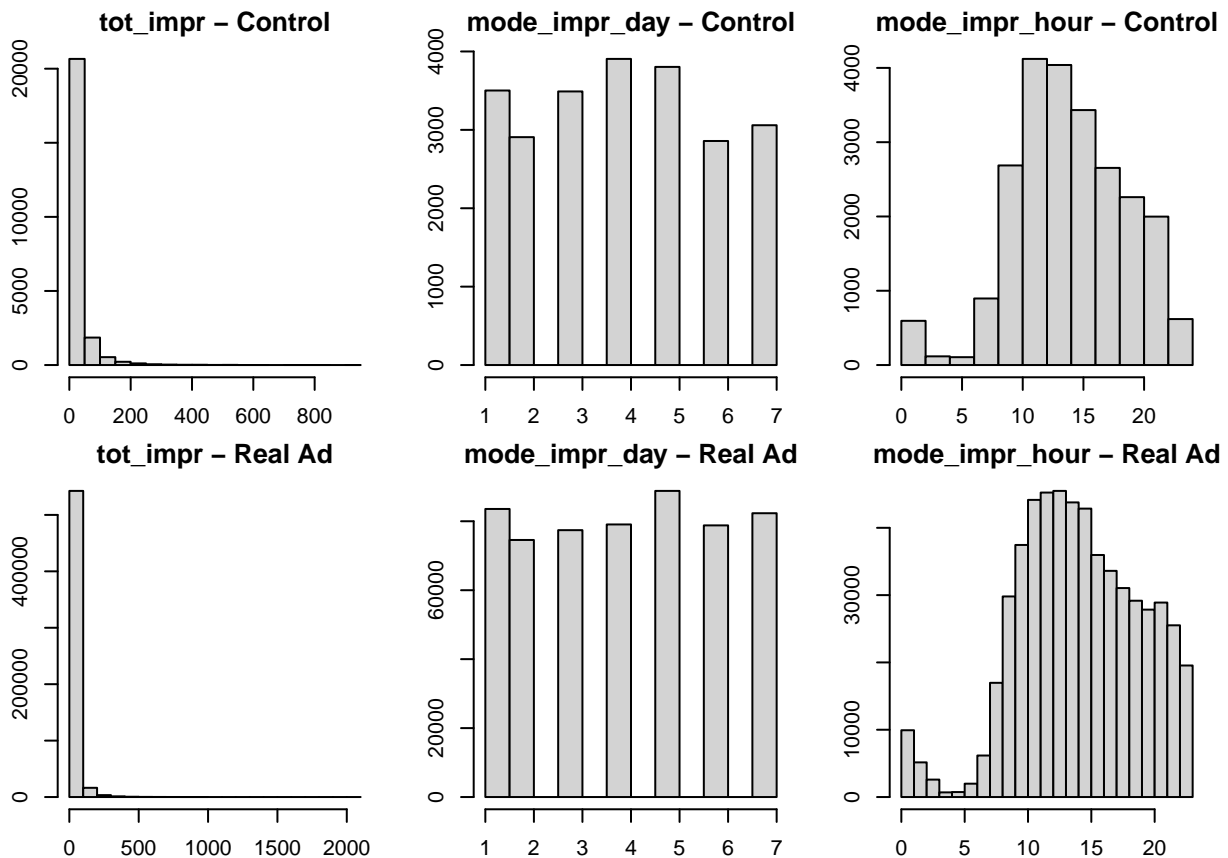 tot_impr – Control
0 5000 10000 20000
0 200 400 600 800
mode_impr_day – Control
0 1000 2000 3000 4000
1 2 3 4 5 6 7
mode_impr_hour – Control
0 1000 2000 3000 4000
0 5 10 15 20
tot_impr – Real Ad
0 200000 400000
0 500 1000 1500 2000
mode_impr_day – Real Ad
0 20000 60000
1 2 3 4 5 6 7
mode_impr_hour – Real Ad
0 10000 30000
0 5 10 15 20